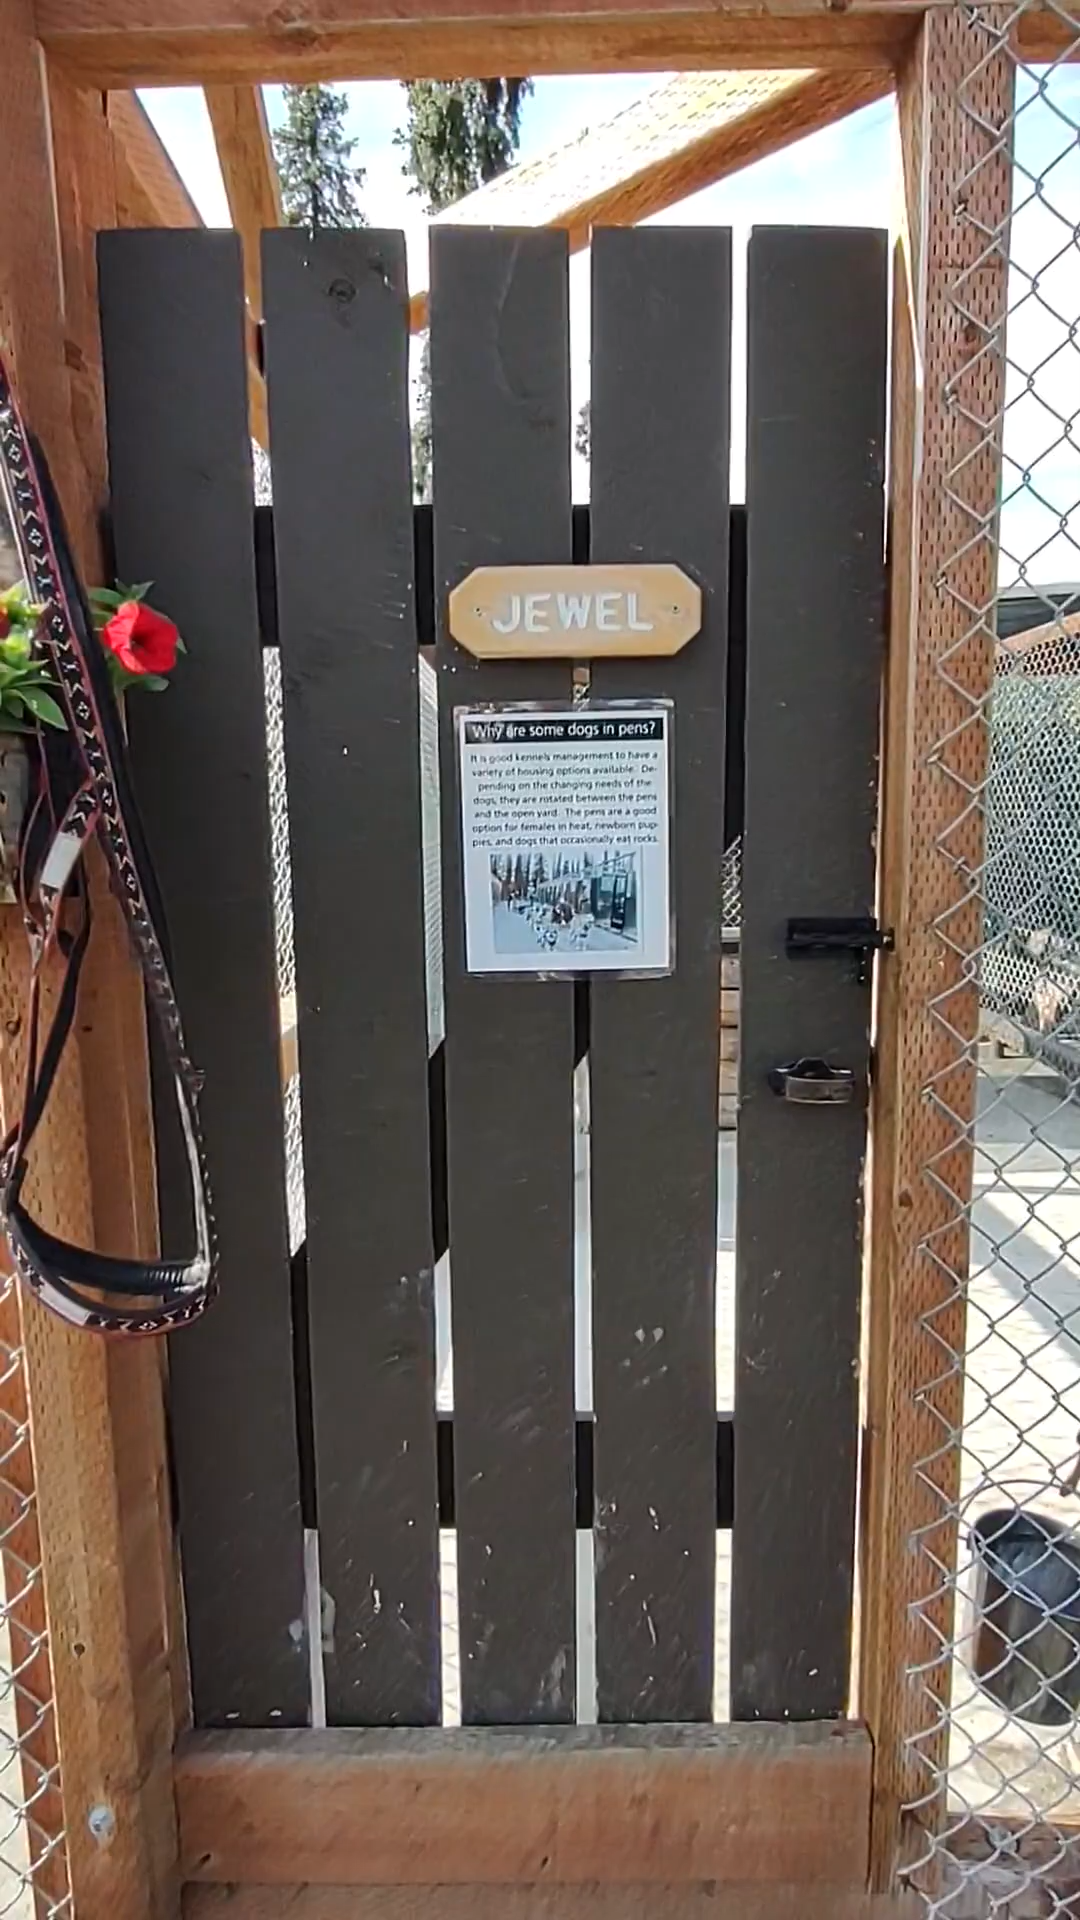 JEWEL
Why are some dogs in pens?
It is good kennels management to have a
variety of housing options available. De-
pending on the changing needs of the
dogs, they are rotated between the pens
and the open yard. The pens are a good
option for females in heat, newborn pup-
pies, and dogs that occasionally eat rocks.